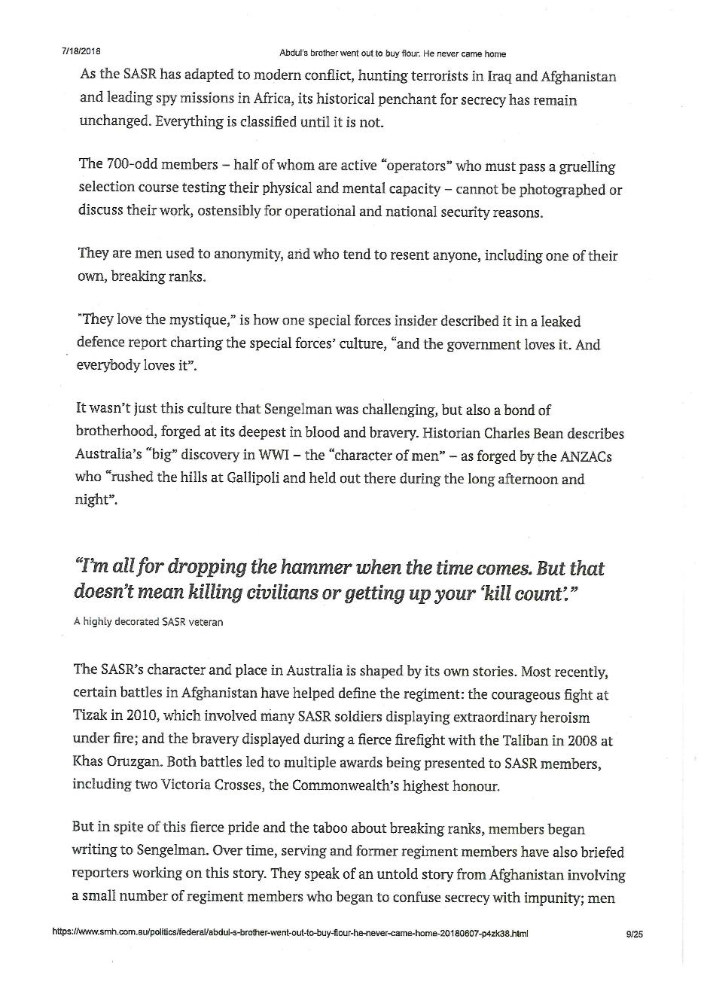 7/18/2018
Abdul's brother went out to buy flour. He never came home
As the SASR has adapted to modern conflict, hunting terrorists in Iraq and Afghanistan
and leading spy missions in Africa, its historical penchant for secrecy has remain
unchanged. Everything is classified until it is not.
The 700-odd members – half of whom are active “operators” who must pass a gruelling
selection course testing their physical and mental capacity – cannot be photographed or
discuss their work, ostensibly for operational and national security reasons.
They are men used to anonymity, and who tend to resent anyone, including one of their
own, breaking ranks.
"They love the mystique,” is how one special forces insider described it in a leaked
defence report charting the special forces’ culture, “and the government loves it. And
everybody loves it”.
It wasn’t just this culture that Sengelman was challenging, but also a bond of
brotherhood, forged at its deepest in blood and bravery. Historian Charles Bean describes
Australia’s “big” discovery in WWI – the “character of men” – as forged by the ANZACs
who “rushed the hills at Gallipoli and held out there during the long afternoon and
night”.
“I’m all for dropping the hammer when the time comes. But that
doesn’t mean killing civilians or getting up your ‘kill count’.”
A highly decorated SASR veteran
The SASR’s character and place in Australia is shaped by its own stories. Most recently,
certain battles in Afghanistan have helped define the regiment: the courageous fight at
Tizak in 2010, which involved many SASR soldiers displaying extraordinary heroism
under fire; and the bravery displayed during a fierce firefight with the Taliban in 2008 at
Khas Oruzgan. Both battles led to multiple awards being presented to SASR members,
including two Victoria Crosses, the Commonwealth’s highest honour.
But in spite of this fierce pride and the taboo about breaking ranks, members began
writing to Sengelman. Over time, serving and former regiment members have also briefed
reporters working on this story. They speak of an untold story from Afghanistan involving
a small number of regiment members who began to confuse secrecy with impunity; men
https://www.smh.com.au/politics/federal/abdul-s-brother-went-out-to-buy-flour-he-never-came-home-20180607-p4zk38.html
9/25